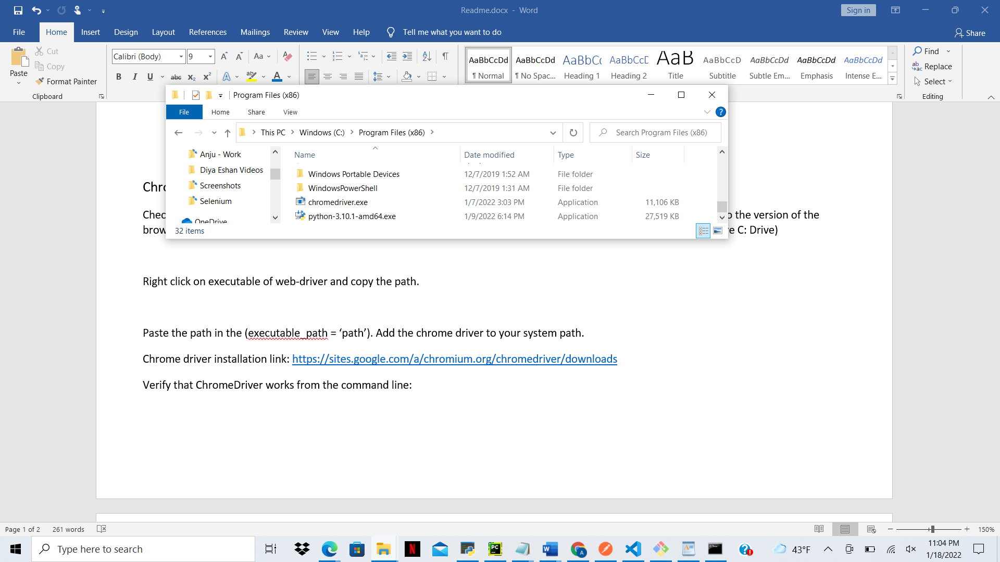 Readme.docx - Word
Sign in
File Home Insert Design Layout References Mailings Review View Help Tell me what you want to do Share
Paste
Cut
Copy
Format Painter
Clipboard
Calibri (Body) 9
Aa
B I U abc x₂ x² A ab A
AaBbCcDd AaBbCcDd AaBbCc AaBbCcC AaB AaBbCcD AaBbCcDd AaBbCcDd AaBbCcDd
¶ Normal ¶ No Spac... Heading 1 Heading 2 Title Subtitle Subtle Em... Emphasis Intense E...
Find
Replace
Select
Editing
Program Files (x86)
File Home Share View
This PC > Windows (C:) > Program Files (x86) >
Search Program Files (x86)
Anju - Work
Diya Eshan Videos
Screenshots
Selenium
OneDrive
Name Date modified Type Size
Windows Portable Devices 12/7/2019 1:52 AM File folder
WindowsPowerShell 12/7/2019 1:31 AM File folder
chromedriver.exe 1/7/2022 3:03 PM Application 11,106 KB
python-3.10.1-amd64.exe 1/9/2022 6:14 PM Application 27,519 KB
32 items
the version of the
C: Drive)
Right click on executable of web-driver and copy the path.
Paste the path in the (executable_path = ‘path’). Add the chrome driver to your system path.
Chrome driver installation link: https://sites.google.com/a/chromium.org/chromedriver/downloads
Verify that ChromeDriver works from the command line:
Page 1 of 2 261 words
150%
Type here to search
43°F
11:04 PM
1/18/2022